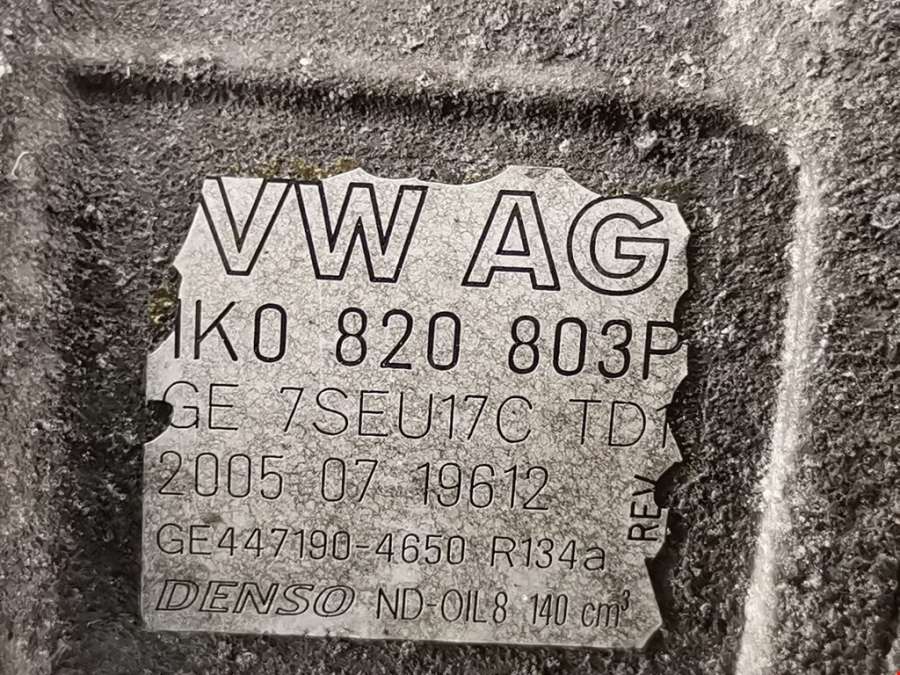 VW AG
1K0 820 803P
GE 7SEU17C TD1
2005 07 19612
REV
GE447190-4650 R134a
DENSO ND-OIL8 140 cm³